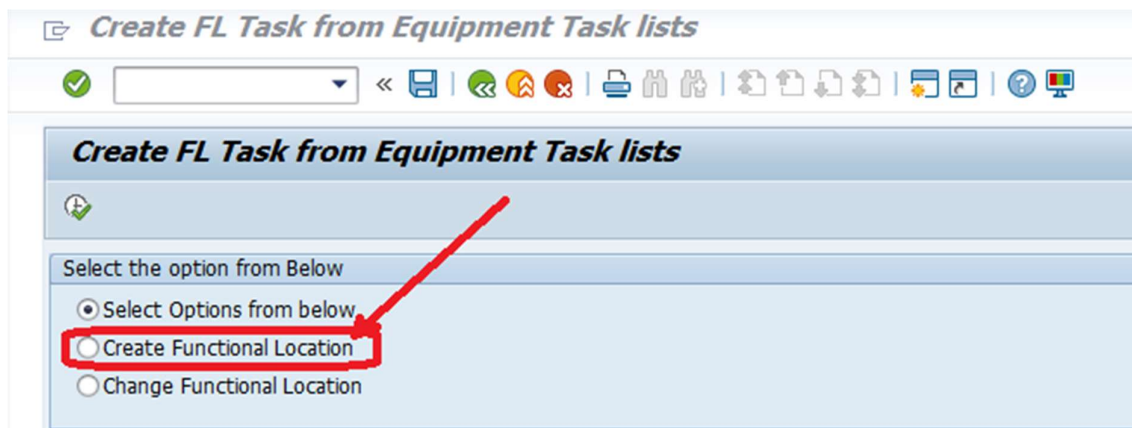 Create FL Task from Equipment Task lists
Create FL Task from Equipment Task lists
Select the option from Below
Select Options from below
Create Functional Location
Change Functional Location